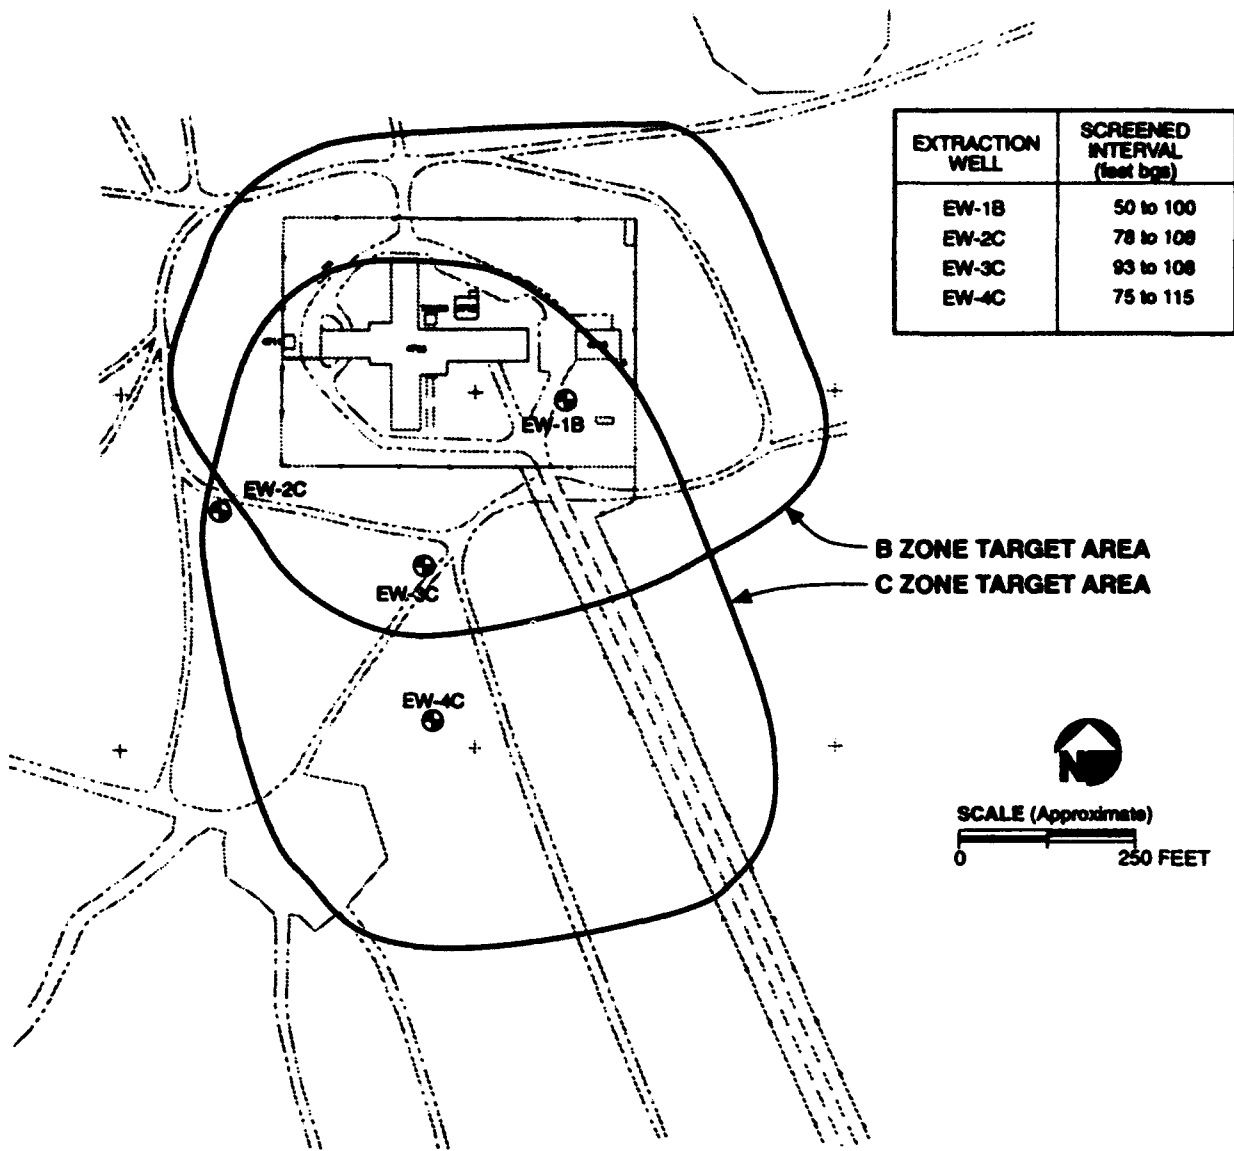 EXTRACTION WELL
SCREENED INTERVAL (feet bgs)
EW-1B 50 to 100
EW-2C 78 to 108
EW-3C 93 to 108
EW-4C 75 to 115
EW-1B
EW-2C
EW-3C
EW-4C
B ZONE TARGET AREA
C ZONE TARGET AREA
N
SCALE (Approximate)
0 250 FEET